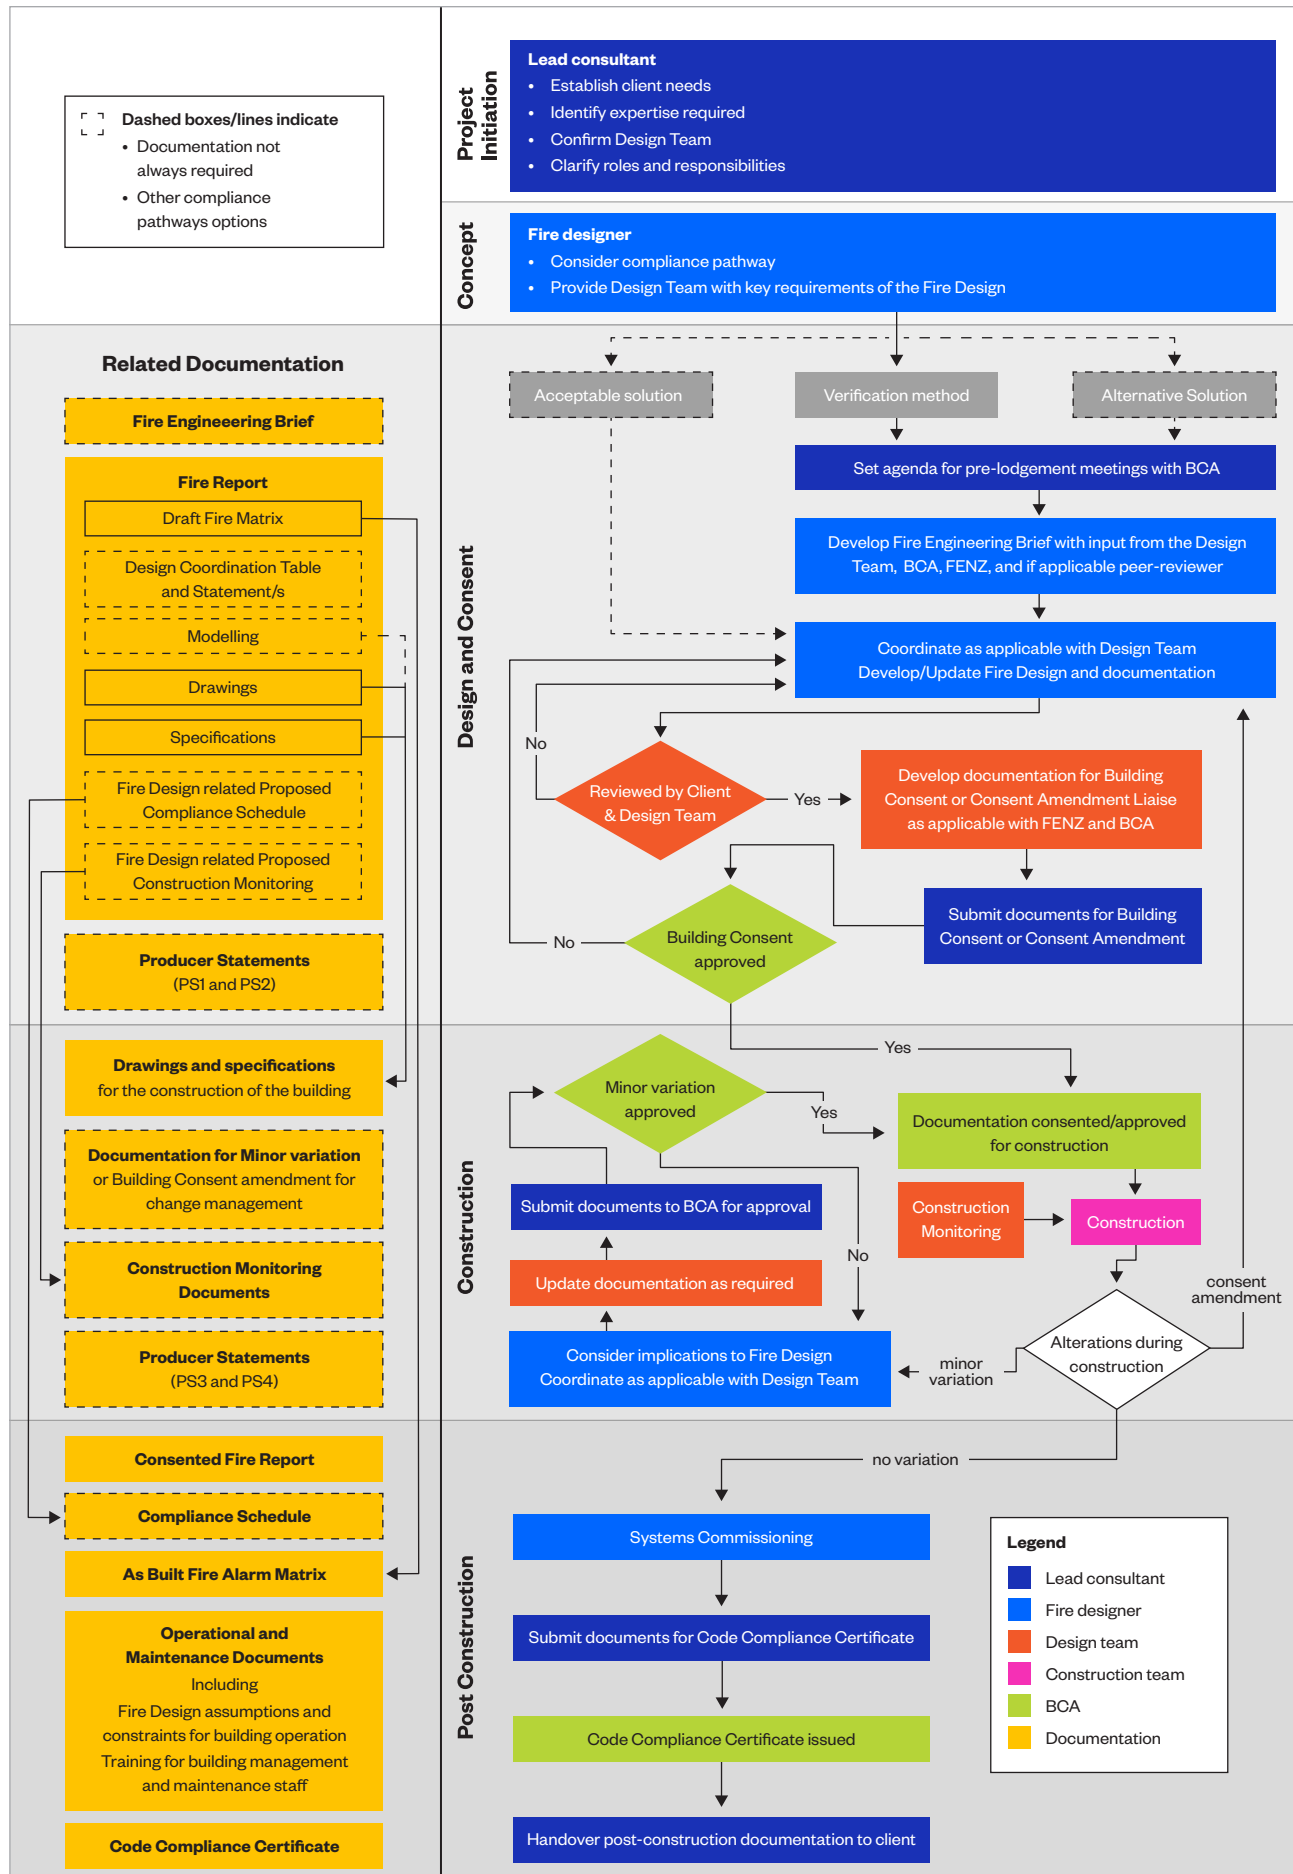 Dashed boxes/lines indicate
• Documentation not
always required
• Other compliance
pathways options
Project
Initiation
Lead consultant
• Establish client needs
• Identify expertise required
• Confirm Design Team
• Clarify roles and responsibilities
Concept
Fire designer
• Consider compliance pathway
• Provide Design Team with key requirements of the Fire Design
Related Documentation
Fire Engineeering Brief
Fire Report
Draft Fire Matrix
Design Coordination Table
and Statement/s
Modelling
Drawings
Specifications
Fire Design related Proposed
Compliance Schedule
Fire Design related Proposed
Construction Monitoring
Producer Statements
(PS1 and PS2)
Design and Consent
Acceptable solution
Verification method
Alternative Solution
Set agenda for pre-lodgement meetings with BCA
Develop Fire Engineering Brief with input from the Design
Team, BCA, FENZ, and if applicable peer-reviewer
Coordinate as applicable with Design Team
Develop/Update Fire Design and documentation
No
Reviewed by Client
& Design Team
Yes
Develop documentation for Building
Consent or Consent Amendment Liaise
as applicable with FENZ and BCA
Submit documents for Building
Consent or Consent Amendment
No
Building Consent
approved
Drawings and specifications
for the construction of the building
Documentation for Minor variation
or Building Consent amendment for
change management
Construction Monitoring
Documents
Producer Statements
(PS3 and PS4)
Construction
Yes
Minor variation
approved
Yes
Documentation consented/approved
for construction
Submit documents to BCA for approval
Construction
Monitoring
Construction
No
Update documentation as required
consent
amendment
Consider implications to Fire Design
Coordinate as applicable with Design Team
minor
variation
Alterations during
construction
Consented Fire Report
Compliance Schedule
As Built Fire Alarm Matrix
Operational and
Maintenance Documents
Including
Fire Design assumptions and
constraints for building operation
Training for building management
and maintenance staff
Code Compliance Certificate
Post Construction
no variation
Systems Commissioning
Submit documents for Code Compliance Certificate
Code Compliance Certificate issued
Handover post-construction documentation to client
Legend
Lead consultant
Fire designer
Design team
Construction team
BCA
Documentation